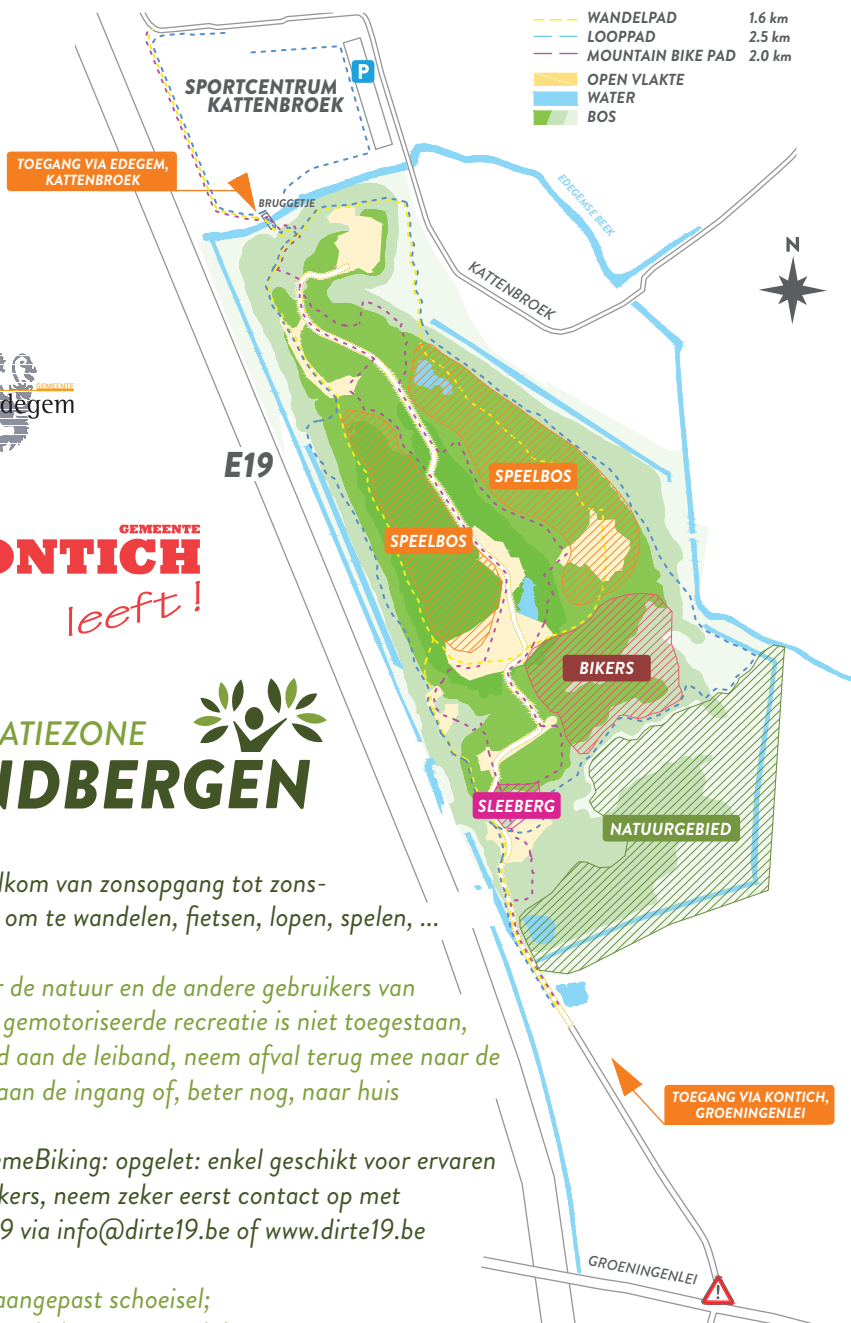 WANDELPAD 1.6 km
LOOPPAD 2.5 km
MOUNTAIN BIKE PAD 2.0 km
OPEN VLAKTE
WATER
BOS
SPORTCENTRUM
KATTENBROEK
P
TOEGANG VIA EDEGEM,
KATTENBROEK
BRUGGETJE
EDEGEMSE BEEK
KATTENBROEK
N
GEMEENTE
degem
E19
SPEELBOS
SPEELBOS
GEMEENTE
ONTICH
leeft !
BIKERS
ATIEZONE
NDBERGEN
SLEEBERG
NATUURGEBIED
lkom van zonsopgang tot zons-
om te wandelen, fietsen, lopen, spelen, ...
r de natuur en de andere gebruikers van
gemotoriseerde recreatie is niet toegestaan,
d aan de leiband, neem afval terug mee naar de
aan de ingang of, beter nog, naar huis
TOEGANG VIA KONTICH,
GROENINGENLEI
emeBiking: opgelet: enkel geschikt voor ervaren
kers, neem zeker eerst contact op met
9 via info@dirte19.be of www.dirte19.be
GROENINGENLEI
!
aangepast schoeisel;